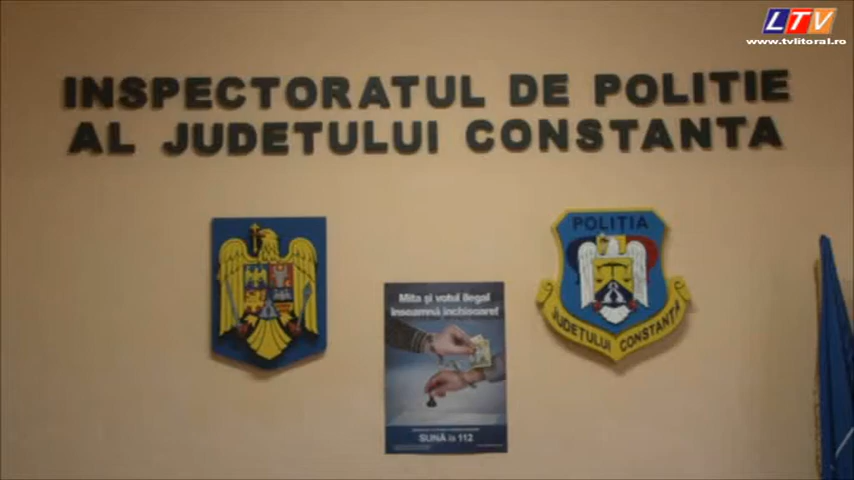 LTV
www.tvlitoral.ro
INSPECTORATUL DE POLITIE
AL JUDETULUI CONSTANTA
POLITIA
JUDETULUI CONSTANTA
Mita și votul ilegal
înseamnă închisoare!
SUNĂ la 112